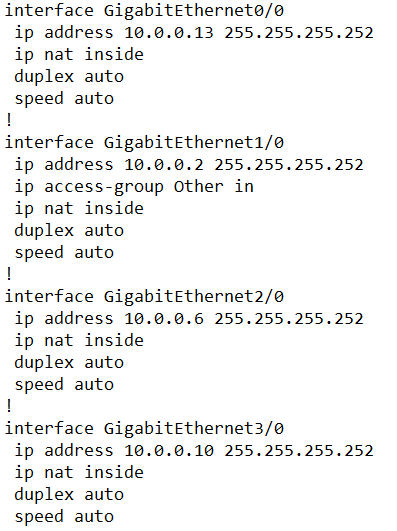 interface GigabitEthernet0/0
 ip address 10.0.0.13 255.255.255.252
 ip nat inside
 duplex auto
 speed auto
!
interface GigabitEthernet1/0
 ip address 10.0.0.2 255.255.255.252
 ip access-group Other in
 ip nat inside
 duplex auto
 speed auto
!
interface GigabitEthernet2/0
 ip address 10.0.0.6 255.255.255.252
 ip nat inside
 duplex auto
 speed auto
!
interface GigabitEthernet3/0
 ip address 10.0.0.10 255.255.255.252
 ip nat inside
 duplex auto
 speed auto